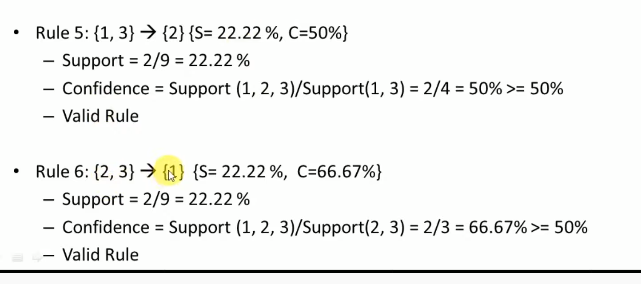 • Rule 5: {1, 3} → {2} {S= 22.22 %, C=50%}
– Support = 2/9 = 22.22 %
– Confidence = Support (1, 2, 3)/Support(1, 3) = 2/4 = 50% >= 50%
– Valid Rule
• Rule 6: {2, 3} → {1} {S= 22.22 %, C=66.67%}
– Support = 2/9 = 22.22 %
– Confidence = Support (1, 2, 3)/Support(2, 3) = 2/3 = 66.67% >= 50%
– Valid Rule